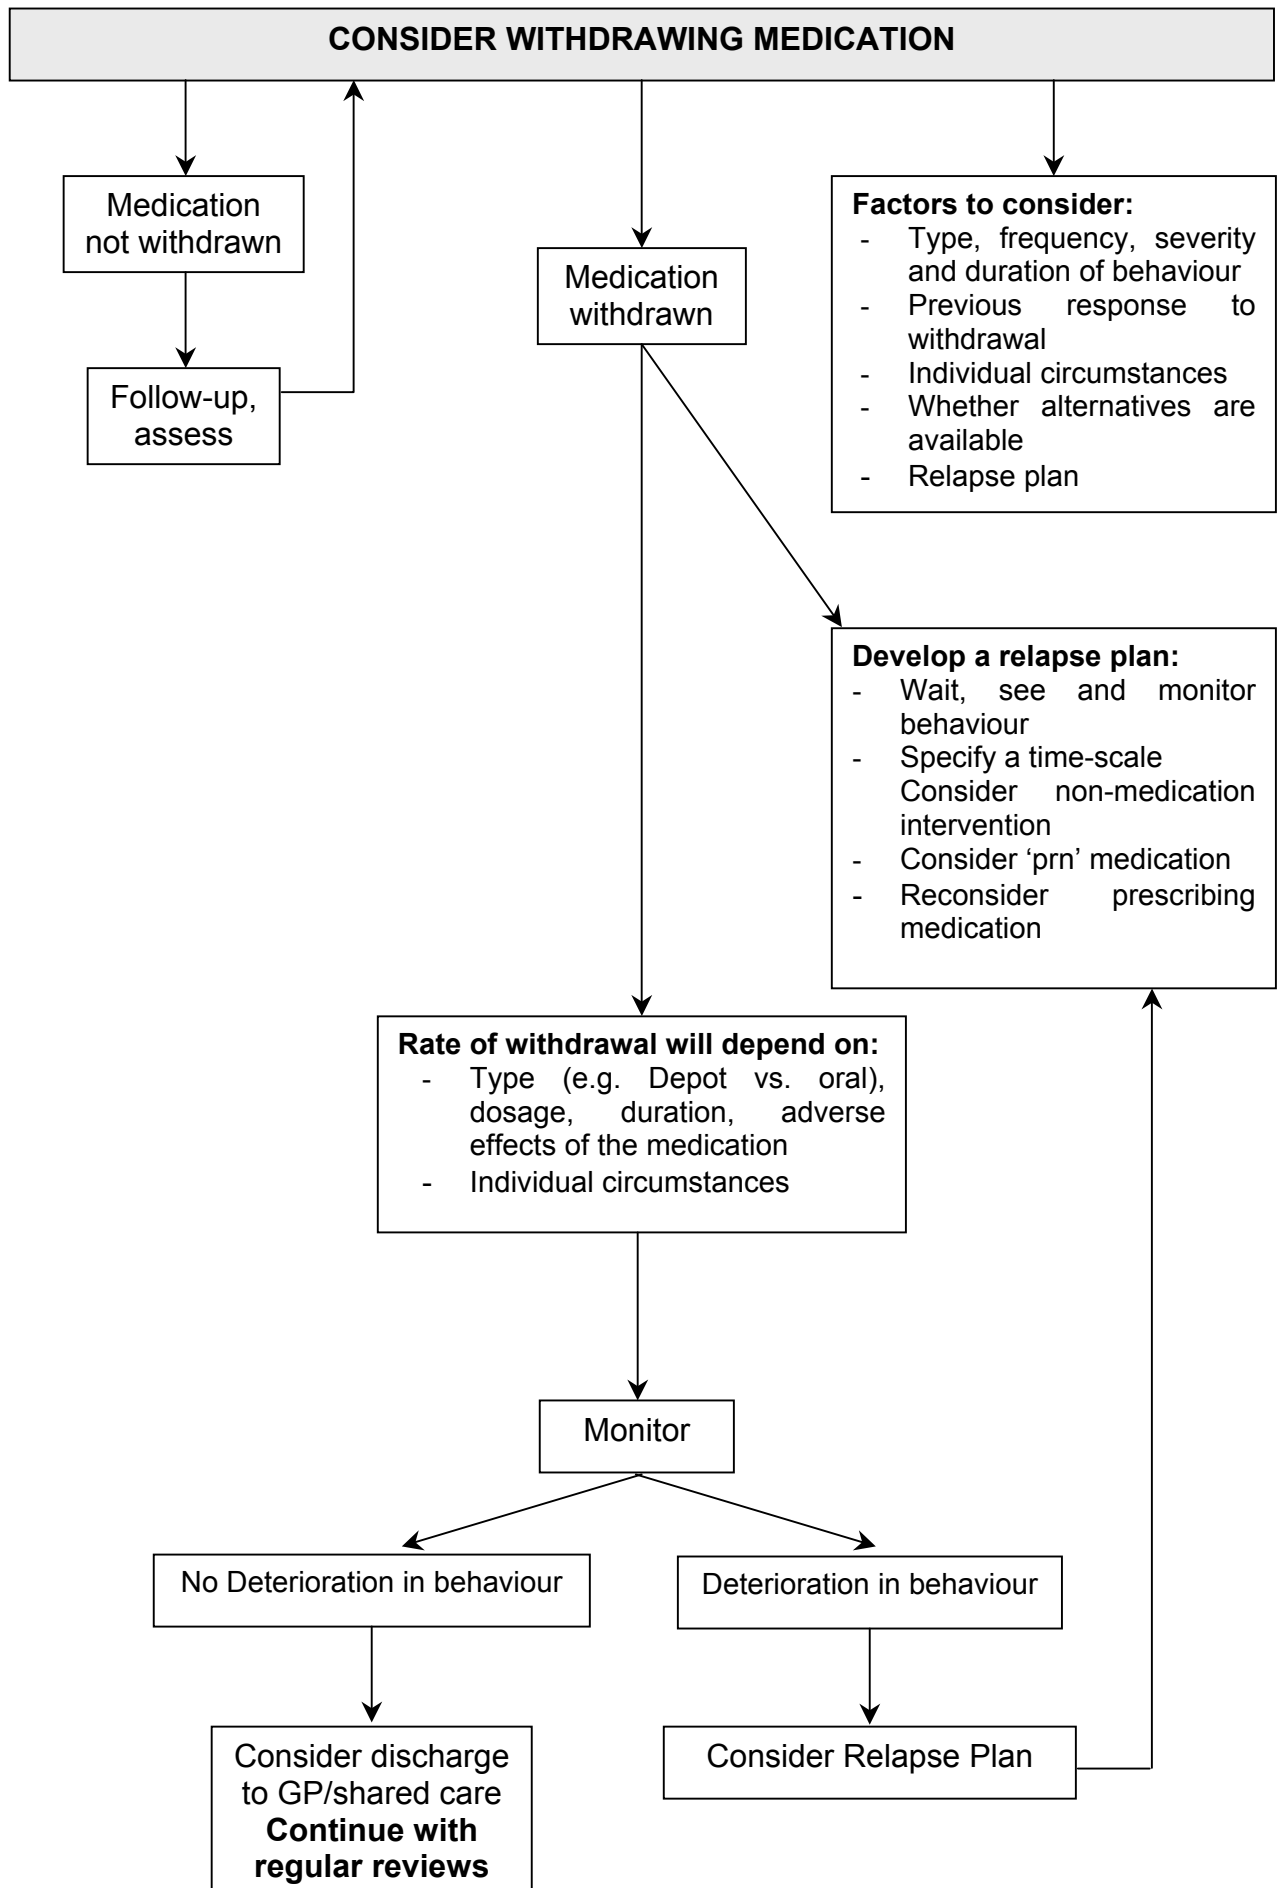 CONSIDER WITHDRAWING MEDICATION
Medication
not withdrawn
Follow-up,
assess
Medication
withdrawn
Factors to consider:
- Type, frequency, severity
and duration of behaviour
- Previous response to
withdrawal
- Individual circumstances
- Whether alternatives are
available
- Relapse plan
Develop a relapse plan:
- Wait, see and monitor
behaviour
- Specify a time-scale
Consider non-medication
intervention
- Consider ‘prn’ medication
- Reconsider prescribing
medication
Rate of withdrawal will depend on:
- Type (e.g. Depot vs. oral),
dosage, duration, adverse
effects of the medication
- Individual circumstances
Monitor
No Deterioration in behaviour
Deterioration in behaviour
Consider discharge
to GP/shared care
Continue with
regular reviews
Consider Relapse Plan